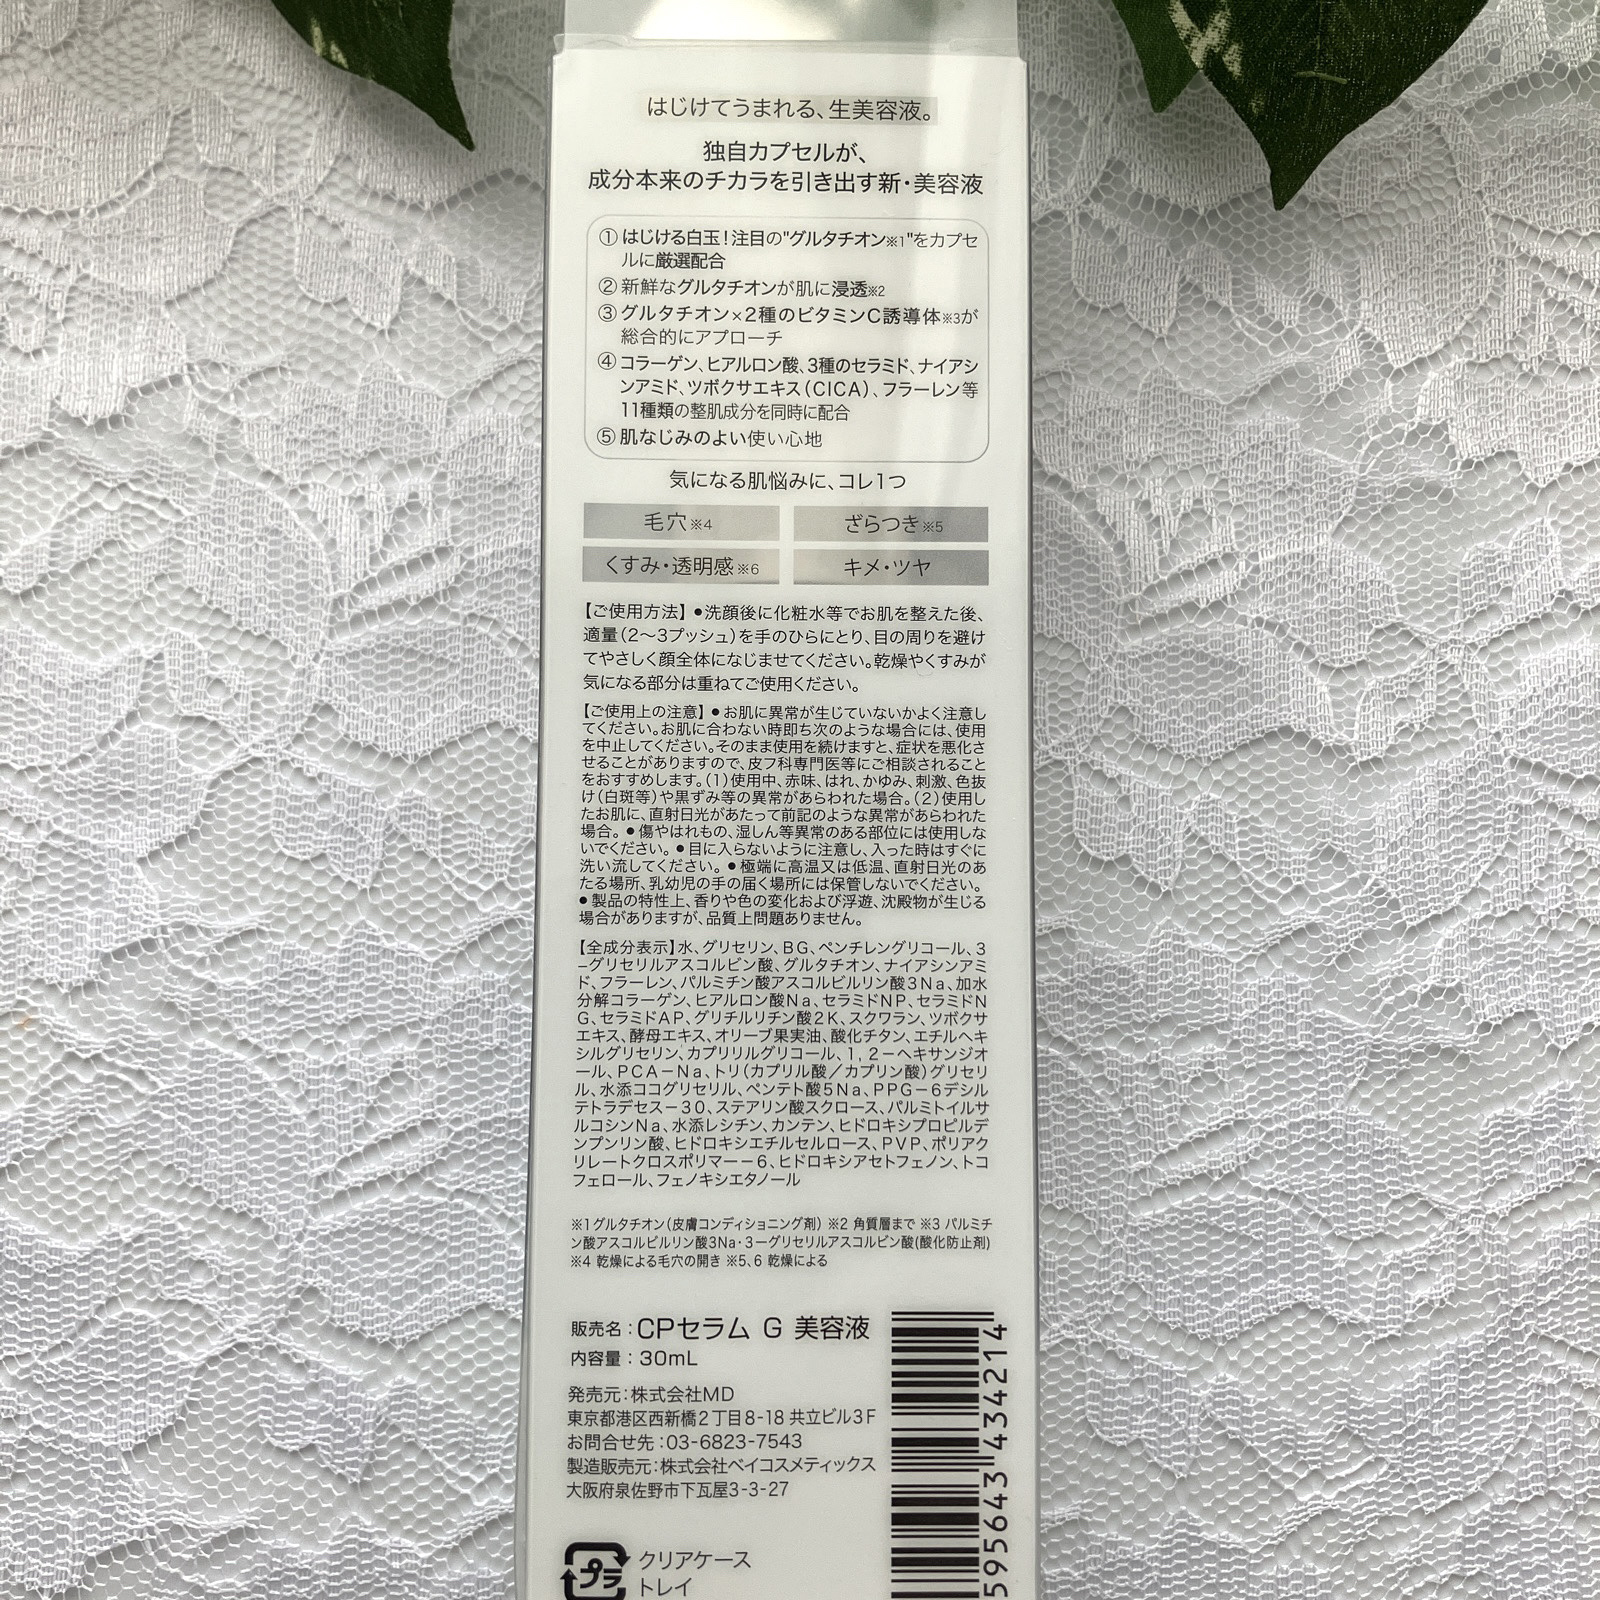 はじけてうまれる、生美容液。
独自カプセルが、
成分本来のチカラを引き出す新・美容液
①はじける白玉！注目の"グルタチオン※1"をカプセ
ルに厳選配合
②新鮮なグルタチオンが肌に浸透※2
③グルタチオン×2種のビタミンC誘導体※3が
総合的にアプローチ
④コラーゲン、ヒアルロン酸、3種のセラミド、ナイアシ
ンアミド、ツボクサエキス(CICA)、フラーレン等
11種類の整肌成分を同時に配合
⑤肌なじみのよい使い心地
気になる肌悩みに、コレ1つ
毛穴※4 ざらつき※5
くすみ・透明感※6 キメ・ツヤ
【ご使用方法】●洗顔後に化粧水等でお肌を整えた後、
適量(2〜3プッシュ)を手のひらにとり、目の周りを避け
てやさしく顔全体になじませてください。乾燥やくすみが
気になる部分は重ねてご使用ください。
【ご使用上の注意】●お肌に異常が生じていないかよく注意し
てください。お肌に合わない時即ち次のような場合には、使用
を中止してください。そのまま使用を続けますと、症状を悪化さ
せることがありますので、皮フ科専門医等にご相談されること
をおすすめします。(1)使用中、赤味、はれ、かゆみ、刺激、色抜
け(白斑等)や黒ずみ等の異常があらわれた場合。(2)使用し
たお肌に、直射日光があたって前記のような異常があらわれた
場合。●傷やはれもの、湿しん等異常のある部位には使用しな
いでください。●目に入らないように注意し、入った時はすぐに
洗い流してください。●極端に高温又は低温、直射日光のあ
たる場所、乳幼児の手の届く場所には保管しないでください。
●製品の特性上、香りや色の変化および浮遊、沈殿物が生じる
場合がありますが、品質上問題ありません。
【全成分表示】水、グリセリン、BG、ペンチレングリコール、3
−グリセリルアスコルビン酸、グルタチオン、ナイアシンアミ
ド、フラーレン、パルミチン酸アスコルビルリン酸3Na、加水
分解コラーゲン、ヒアルロン酸Na、セラミドNP、セラミドN
G、セラミドAP、グリチルリチン酸2K、スクワラン、ツボクサ
エキス、酵母エキス、オリーブ果実油、酸化チタン、エチルヘキ
シルグリセリン、カプリリルグリコール、1，2−ヘキサンジオ
ール、PCA−Na、トリ(カプリル酸／カプリン酸)グリセリ
ル、水添ココグリセリル、ペンテト酸5Na、PPG−6デシル
テトラデセス−30、ステアリン酸スクロース、パルミトイルサ
ルコシンNa、水添レシチン、カンテン、ヒドロキシプロピルデ
ンプンリン酸、ヒドロキシエチルセルロース、PVP、ポリアク
リレートクロスポリマー−6、ヒドロキシアセトフェノン、トコ
フェロール、フェノキシエタノール
※1グルタチオン(皮膚コンディショニング剤) ※2 角質層まで ※3 パルミチ
ン酸アスコルビルリン酸3Na・3ーグリセリルアスコルビン酸(酸化防止剤)
※4 乾燥による毛穴の開き ※5、6 乾燥による
販売名：CPセラム G 美容液
内容量：30mL
発売元：株式会社MD
東京都港区西新橋2丁目8-18 共立ビル3F
お問合せ先：03-6823-7543
製造販売元：株式会社ベイコスメティックス
大阪府泉佐野市下瓦屋3-3-27
プラ クリアケース
トレイ
595643 434214